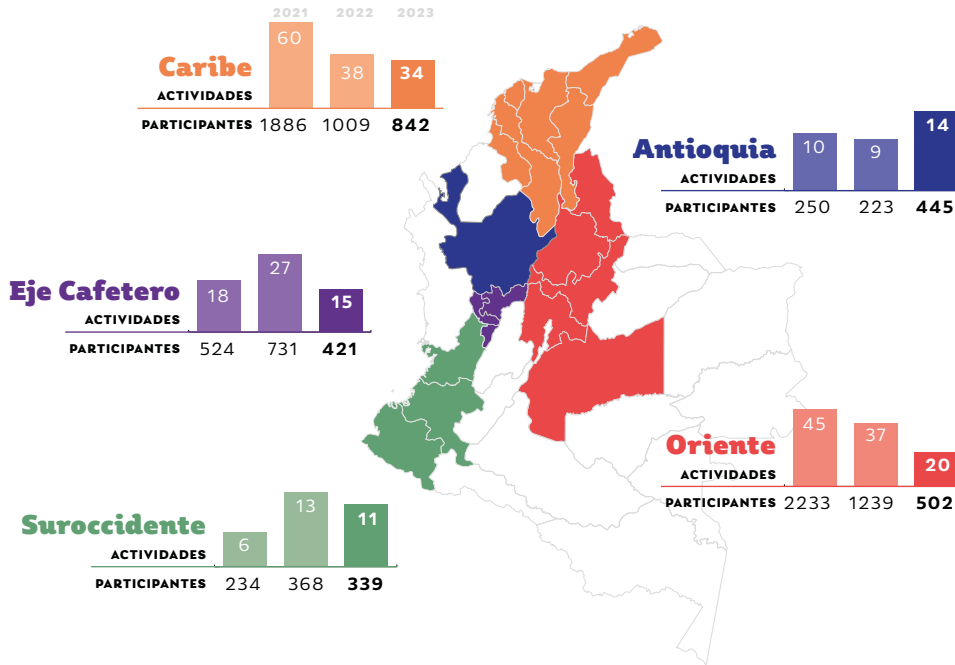 2021 2022 2023
60 38 34
Caribe
ACTIVIDADES
PARTICIPANTES 1886 1009 842
10 9 14
Antioquia
ACTIVIDADES
PARTICIPANTES 250 223 445
18 27 15
Eje Cafetero
ACTIVIDADES
PARTICIPANTES 524 731 421
45 37 20
Oriente
ACTIVIDADES
PARTICIPANTES 2233 1239 502
6 13 11
Suroccidente
ACTIVIDADES
PARTICIPANTES 234 368 339